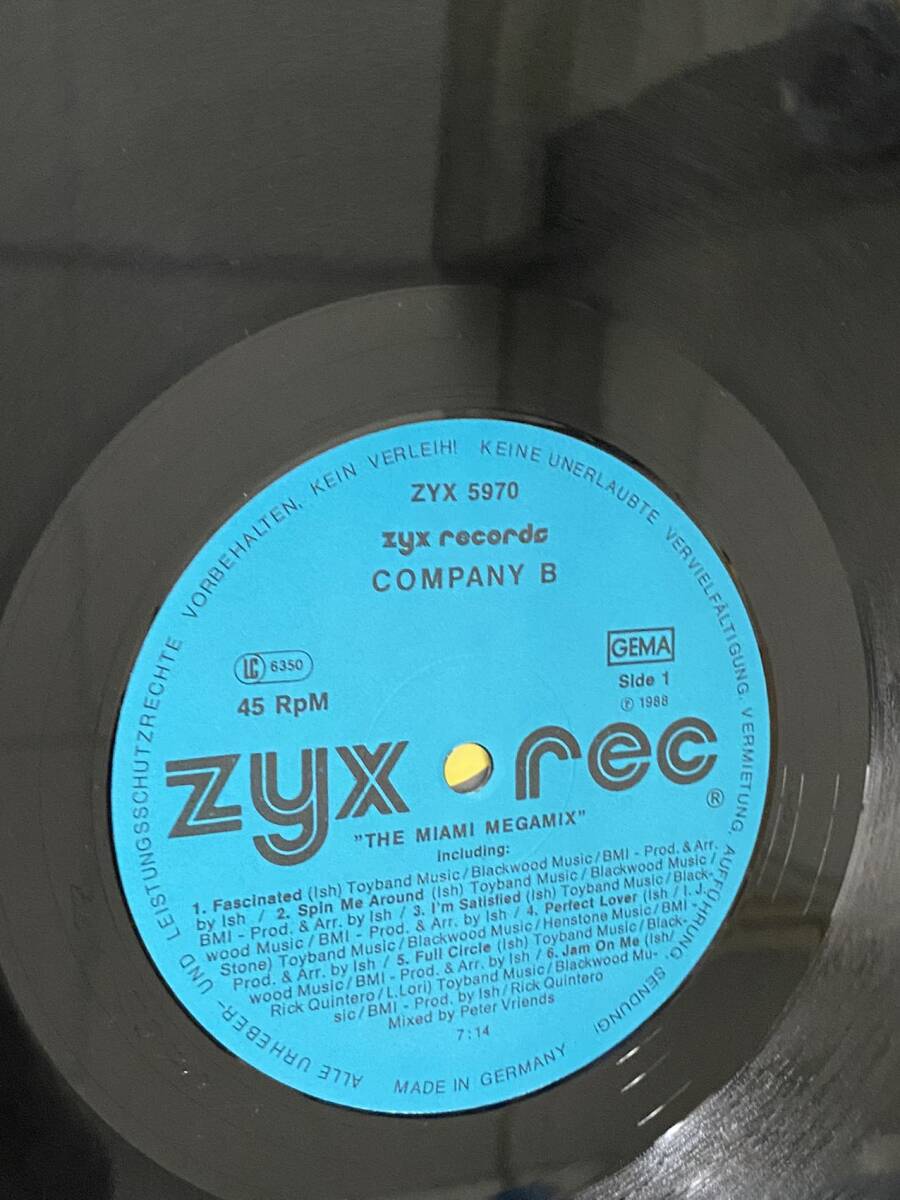 ALLE URHEBER- UND LEISTUNGSSCHUTZRECHTE VORBEHALTEN, KEIN VERLEIH! KEINE UNERLAUBTE VERVIELFÄLTIGUNG, VERMIETUNG, AUFFÜHRUNG, SENDUNG!
ZYX 5970
zyx records
COMPANY B
LC 6350
GEMA
45 RpM
Side 1
℗ 1988
zyx rec ®
"THE MIAMI MEGAMIX"
Including:
1. Fascinated (Ish) Toyband Music/Blackwood Music/BMI - Prod. & Arr.
by Ish / 2. Spin Me Around (Ish) Toyband Music / Blackwood Music /
BMI - Prod. & Arr. by Ish / 3. I'm Satisfied (Ish) Toyband Music/Black-
wood Music / BMI - Prod. & Arr. by Ish / 4. Perfect Lover (Ish / I. J.
Stone) Toyband Music / Blackwood Music/Henstone Music/BMI -
Prod. & Arr. by Ish / 5. Full Circle (Ish) Toyband Music / Black-
wood Music/BMI - Prod. & Arr. by Ish / 6. Jam On Me (Ish/
Rick Quintero/L.Lori) Toyband Music/Blackwood Mu-
sic/BMI - Prod. by Ish/Rick Quintero
Mixed by Peter Vriends
7:14
MADE IN GERMANY